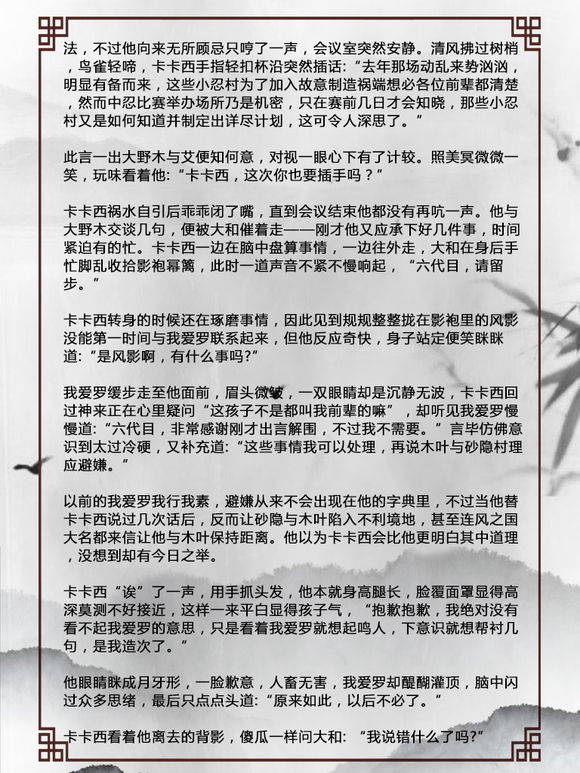 法，不过他向来无所顾忌只哼了一声，会议室突然安静。清风拂过树梢
，鸟雀轻啼，卡卡西手指轻扣杯沿突然插话：“去年那场动乱来势汹汹，
明显有备而来，这些小忍村为了加入故意制造祸端想必各位前辈都清楚
，然而中忍比赛举办场所乃是机密，只在赛前几日才会知晓，那些小忍
村又是如何知道并制定出详尽计划，这可令人深思了。”
此言一出大野木与艾便知何意，对视一眼心下有了计较。照美冥微微一
笑，玩味看着他：“卡卡西，这次你也要插手吗？”
卡卡西祸水自引后乖乖闭了嘴，直到会议结束他都没有再吭一声。他与
大野木交谈几句，便被大和催着走——刚才他又应承下好几件事，时间
紧迫有的忙。卡卡西一边在脑中盘算事情，一边往外走，大和在身后手
忙脚乱收拾影袍幂篱，此时一道声音不紧不慢响起，“六代目，请留
步。”
卡卡西转身的时候还在琢磨事情，因此见到规规整整拢在影袍里的风影
没能第一时间与我爱罗联系起来，但他反应奇快，身子站定便笑眯眯
道：“是风影啊，有什么事吗?”
我爱罗缓步走至他面前，眉头微皱，一双眼睛却是沉静无波，卡卡西回
过神来正在心里疑问“这孩子不是都叫我前辈的嘛”，却听见我爱罗慢
慢道：“六代目，非常感谢刚才出言解围，不过我不需要。” 言毕仿佛意
识到太过冷硬，又补充道：“这些事情我可以处理，再说木叶与砂隐村理
应避嫌。“
以前的我爱罗我行我素，避嫌从来不会出现在他的字典里，不过当他替
卡卡西说过几次话后，反而让砂隐与木叶陷入不利境地，甚至连风之国
大名都来信让他与木叶保持距离。他以为卡卡西会比他更明白其中道理
，没想到却有今日之举。
卡卡西“诶”了一声，用手抓头发，他本就身高腿长，脸覆面罩显得高
深莫测不好接近，这样一来平白显得孩子气，“抱歉抱歉，我绝对没有
看不起我爱罗的意思，只是看着我爱罗就想起鸣人，下意识就想帮衬几
句，是我造次了。”
他眼睛眯成月牙形，一脸歉意，人畜无害，我爱罗却醍醐灌顶，脑中闪
过众多思绪，最后只点点头道：“原来如此，以后不必了。”
卡卡西看着他离去的背影，傻瓜一样问大和：“我说错什么了吗?”